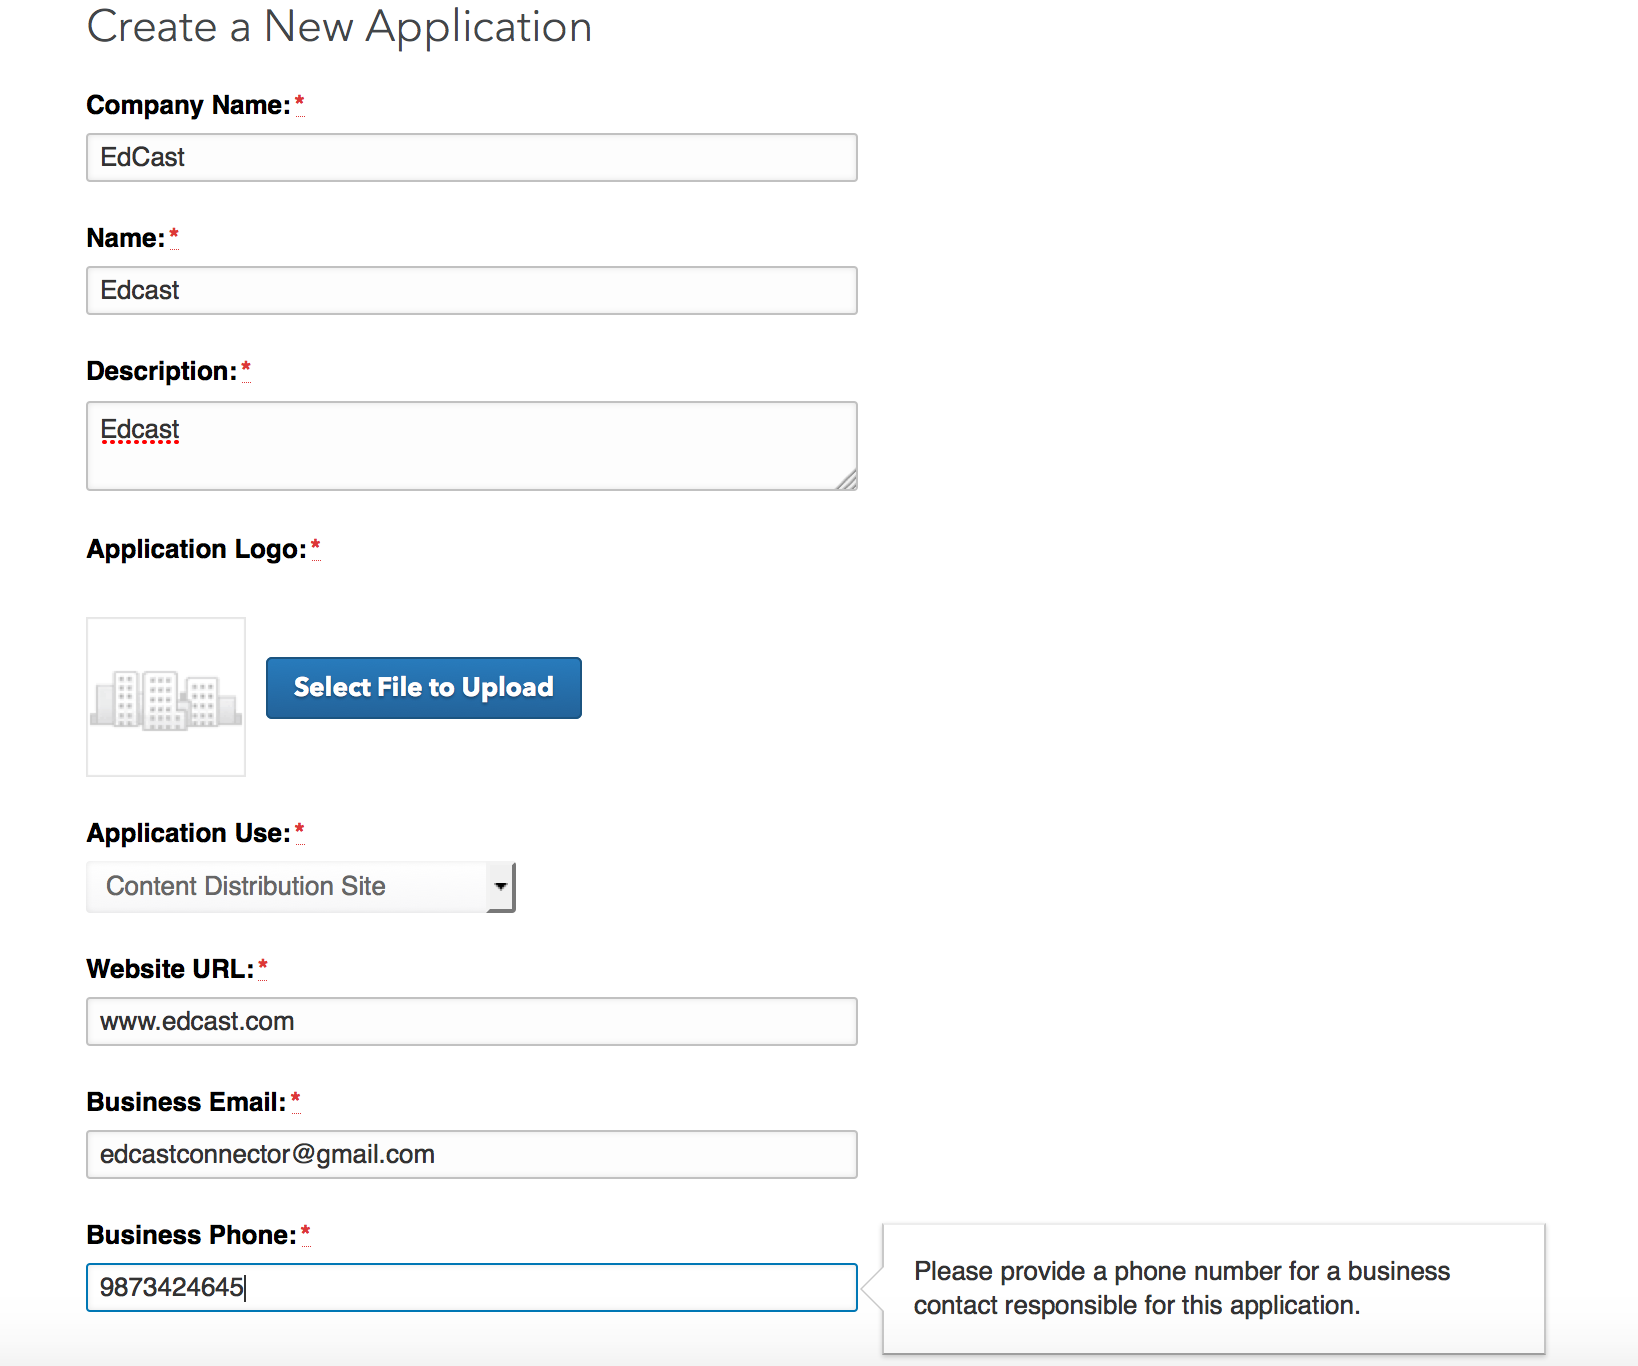 Create a New Application
Company Name:*
EdCast
Name:*
Edcast
Description:*
Edcast
Application Logo:*
Select File to Upload
Application Use:*
Content Distribution Site
Website URL:*
www.edcast.com
Business Email:*
edcastconnector@gmail.com
Business Phone:*
9873424645
Please provide a phone number for a business
contact responsible for this application.